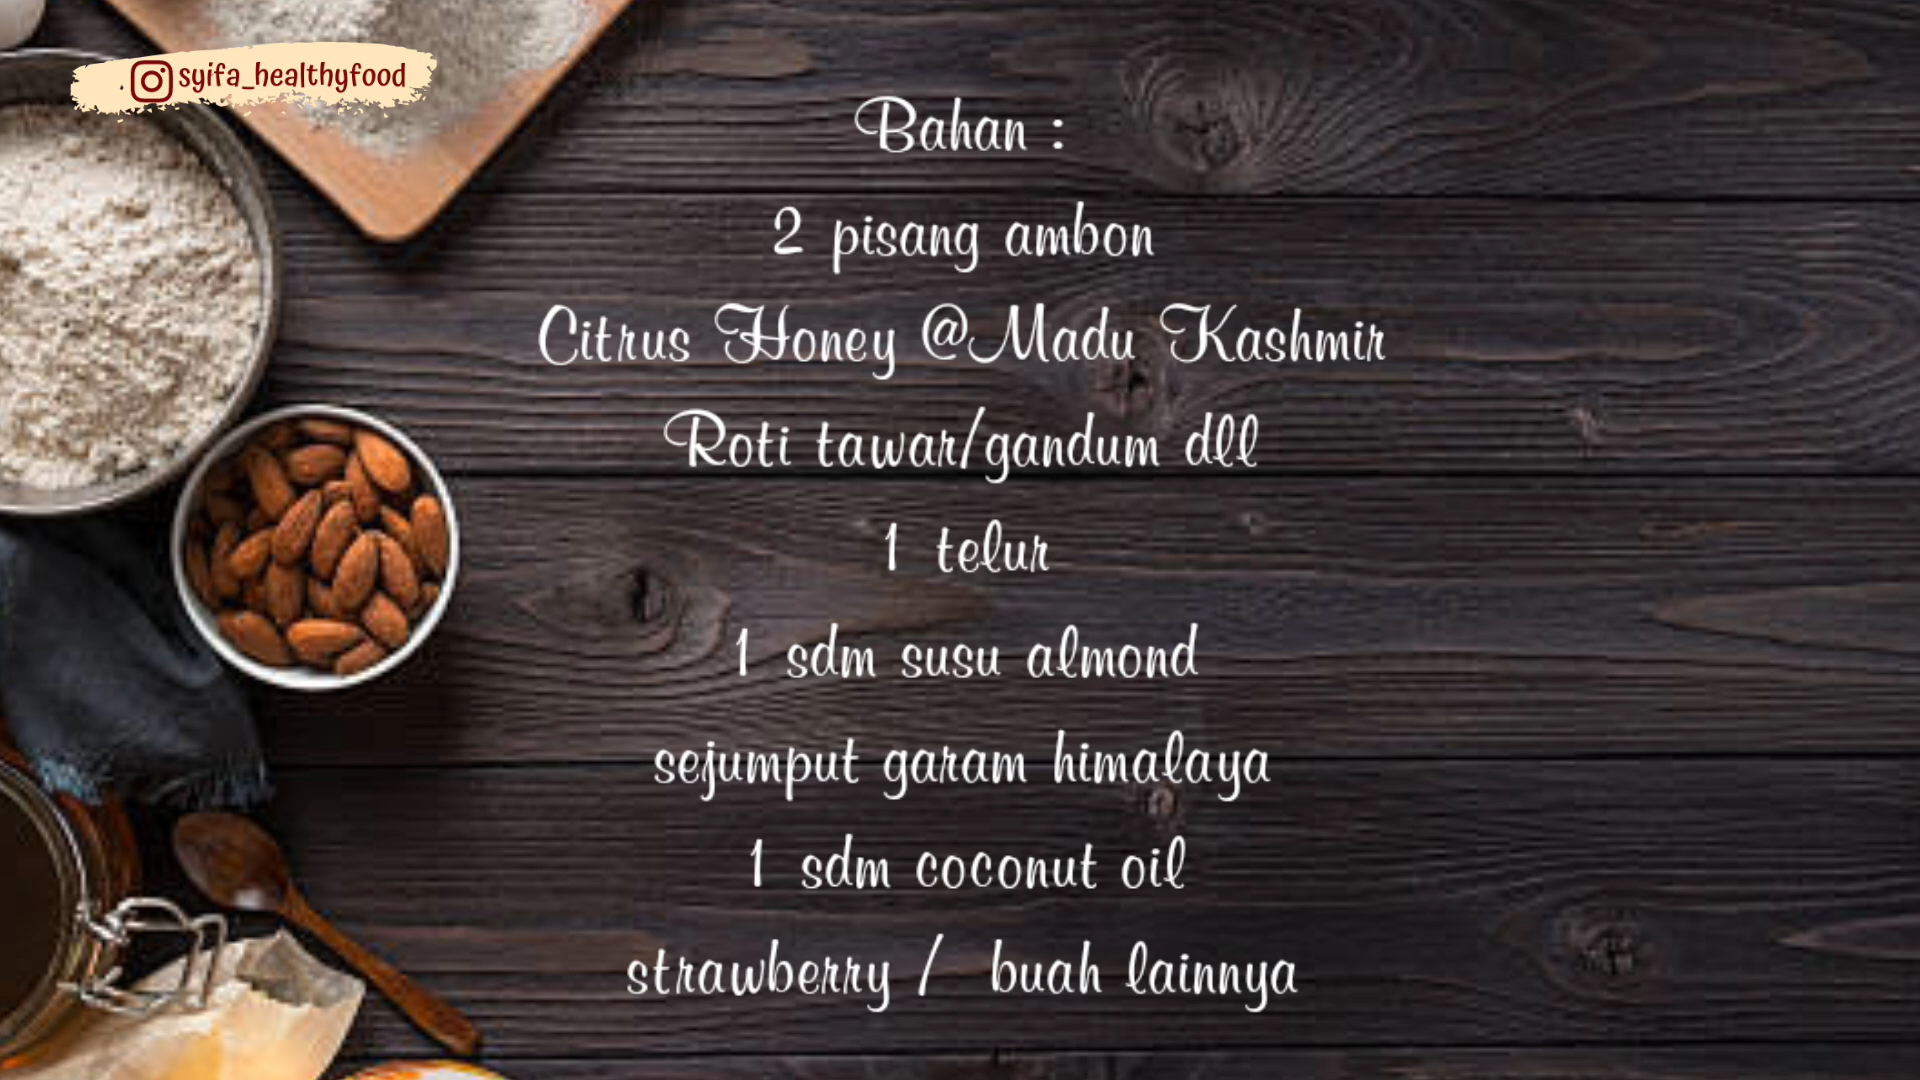 syifa_healthyfood
Bahan :
2 pisang ambon
Citrus Honey @Madu Kashmir
Roti tawar/gandum dll
1 telur
1 sdm susu almond
sejumput garam himalaya
1 sdm coconut oil
strawberry / buah lainnya